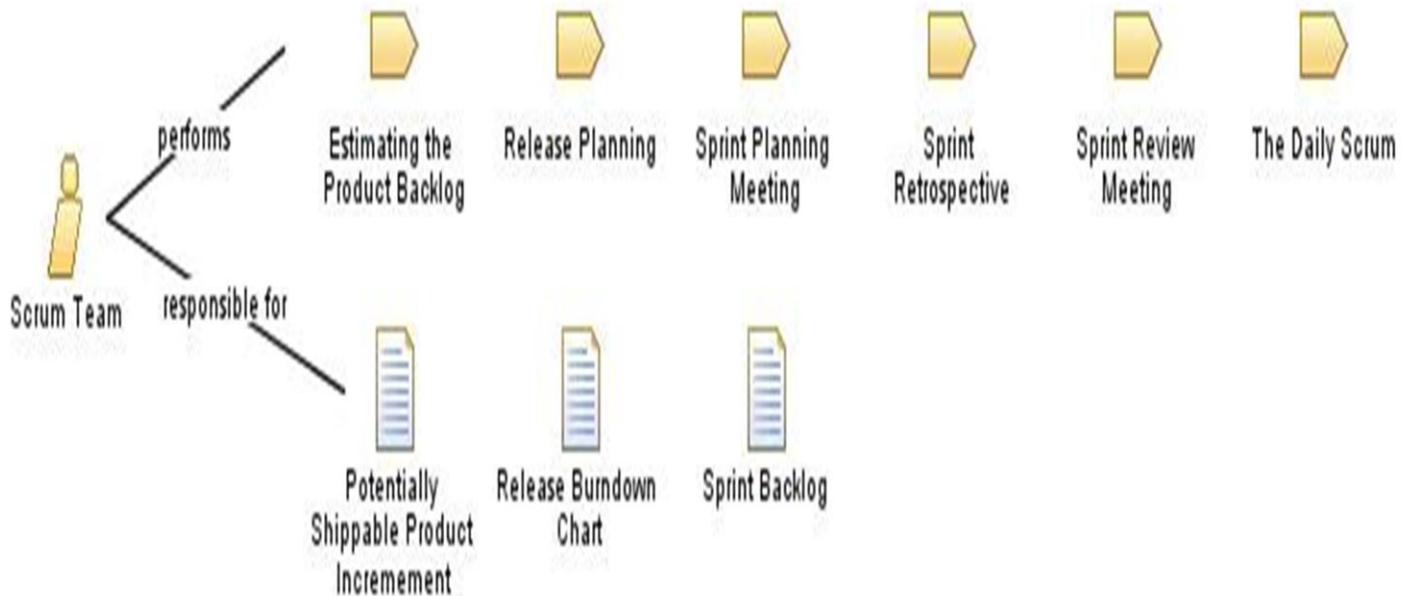 performs
Estimating the
Product Backlog
Release Planning
Sprint Planning
Meeting
Sprint
Retrospective
Sprint Review
Meeting
The Daily Scrum
Scrum Team
responsible for
Potentially
Shippable Product
Incremement
Release Burndown
Chart
Sprint Backlog